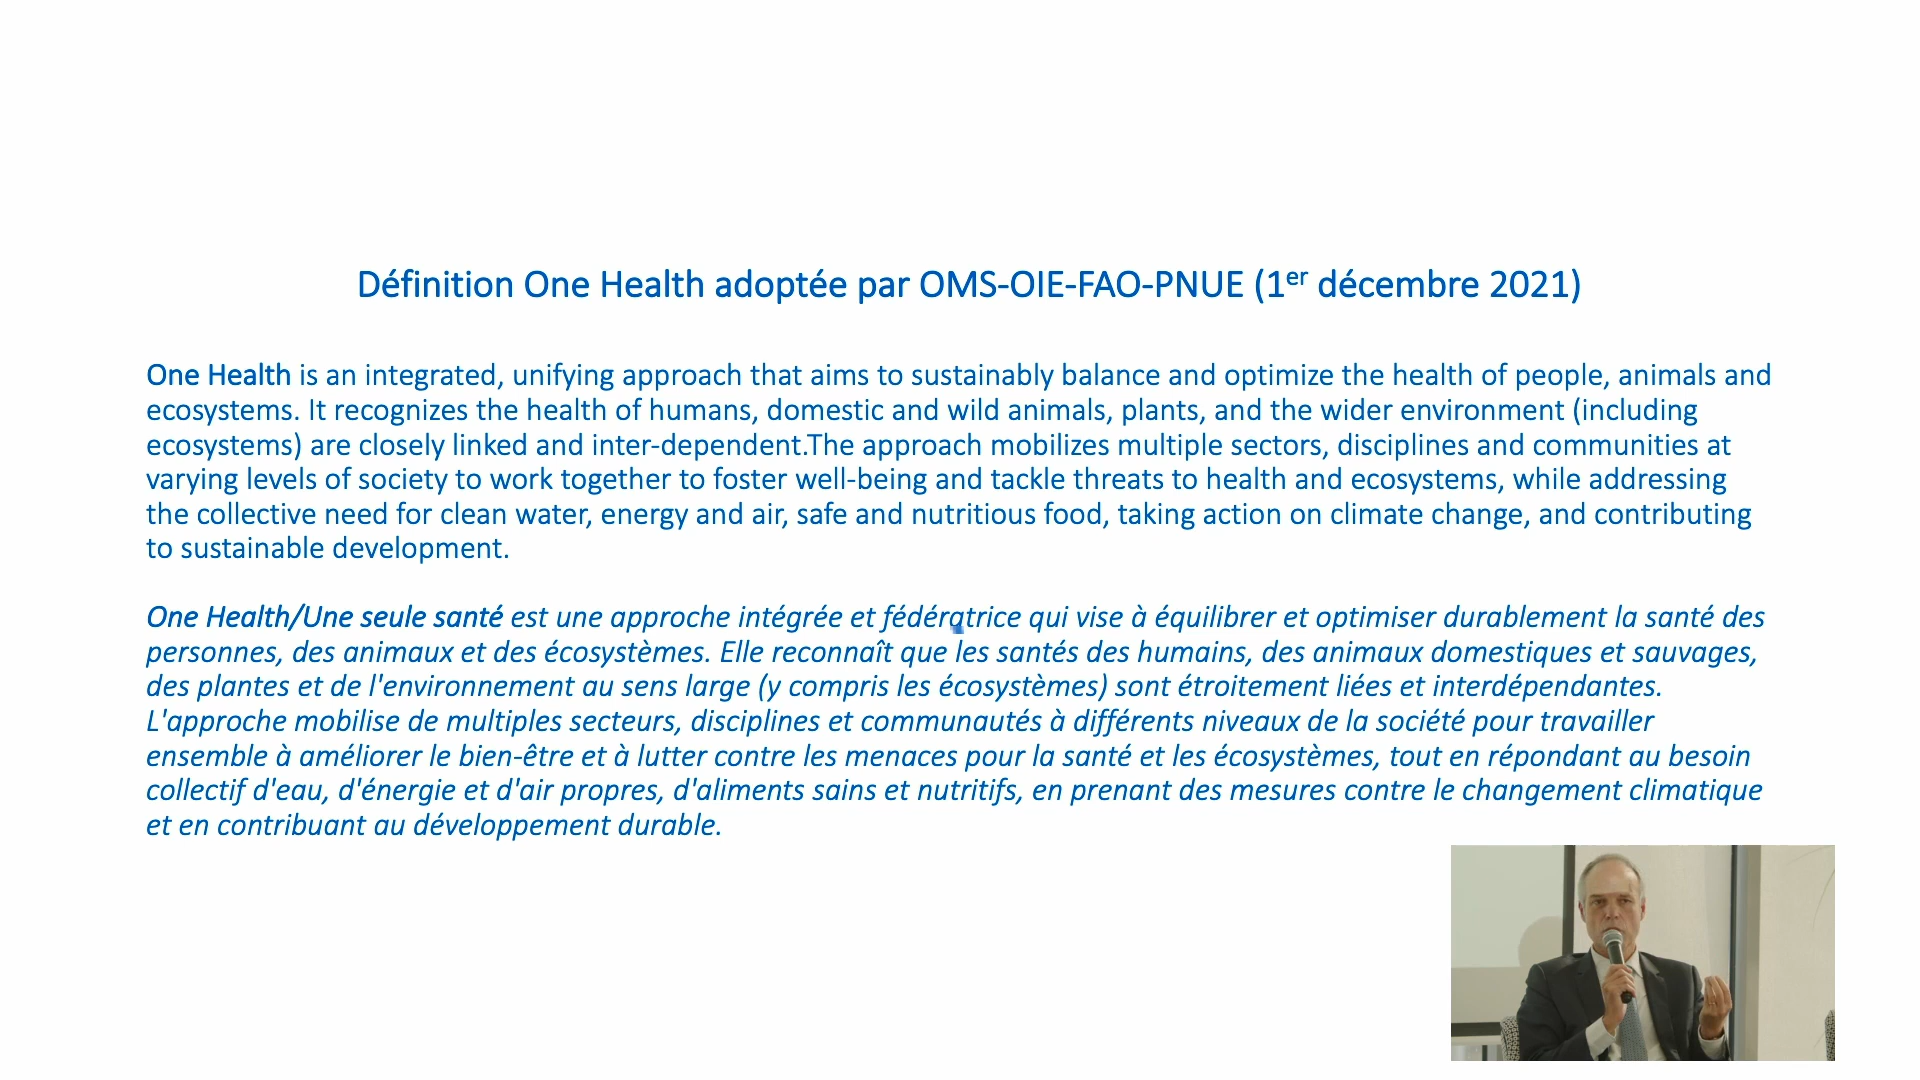 Définition One Health adoptée par OMS-OIE-FAO-PNUE (1er décembre 2021)
One Health is an integrated, unifying approach that aims to sustainably balance and optimize the health of people, animals and
ecosystems. It recognizes the health of humans, domestic and wild animals, plants, and the wider environment (including
ecosystems) are closely linked and inter-dependent.The approach mobilizes multiple sectors, disciplines and communities at
varying levels of society to work together to foster well-being and tackle threats to health and ecosystems, while addressing
the collective need for clean water, energy and air, safe and nutritious food, taking action on climate change, and contributing
to sustainable development.
One Health/Une seule santé est une approche intégrée et fédératrice qui vise à équilibrer et optimiser durablement la santé des
personnes, des animaux et des écosystèmes. Elle reconnaît que les santés des humains, des animaux domestiques et sauvages,
des plantes et de l'environnement au sens large (y compris les écosystèmes) sont étroitement liées et interdépendantes.
L'approche mobilise de multiples secteurs, disciplines et communautés à différents niveaux de la société pour travailler
ensemble à améliorer le bien-être et à lutter contre les menaces pour la santé et les écosystèmes, tout en répondant au besoin
collectif d'eau, d'énergie et d'air propres, d'aliments sains et nutritifs, en prenant des mesures contre le changement climatique
et en contribuant au développement durable.